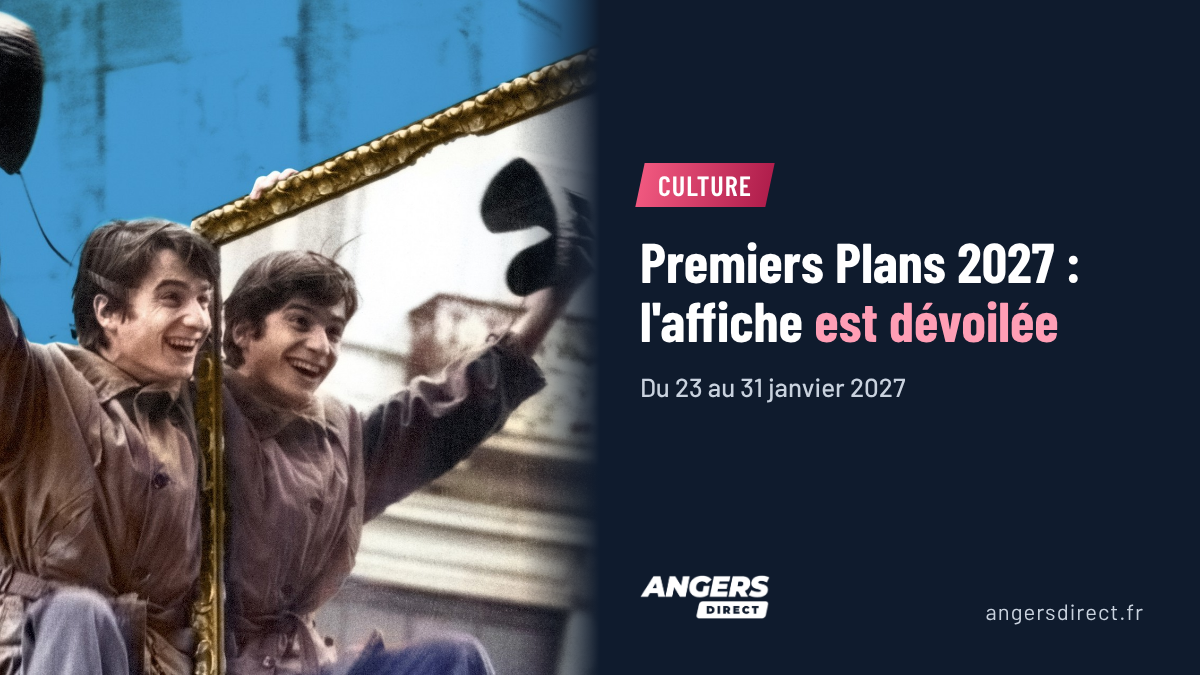 CULTURE
Premiers Plans 2027 :
l'affiche est dévoilée
Du 23 au 31 janvier 2027
ANGERS
DIRECT
angersdirect.fr